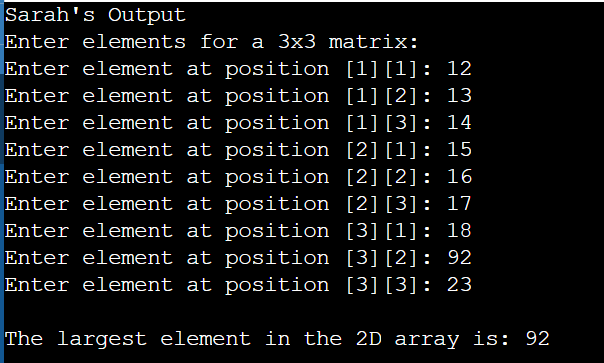 Sarah's Output
Enter elements for a 3x3 matrix:
Enter element at position [1][1]: 12
Enter element at position [1][2]: 13
Enter element at position [1][3]: 14
Enter element at position [2][1]: 15
Enter element at position [2][2]: 16
Enter element at position [2][3]: 17
Enter element at position [3][1]: 18
Enter element at position [3][2]: 92
Enter element at position [3][3]: 23
The largest element in the 2D array is: 92